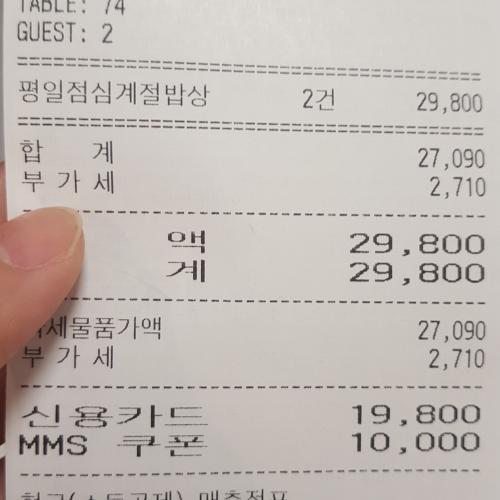 TABLE: 74
GUEST: 2
평일점심계절밥상 2건 29,800
합 계 27,090
부 가 세 2,710
액 29,800
계 29,800
세물품가액 27,090
부 가 세 2,710
신용카드 19,800
MMS 쿠폰 10,000